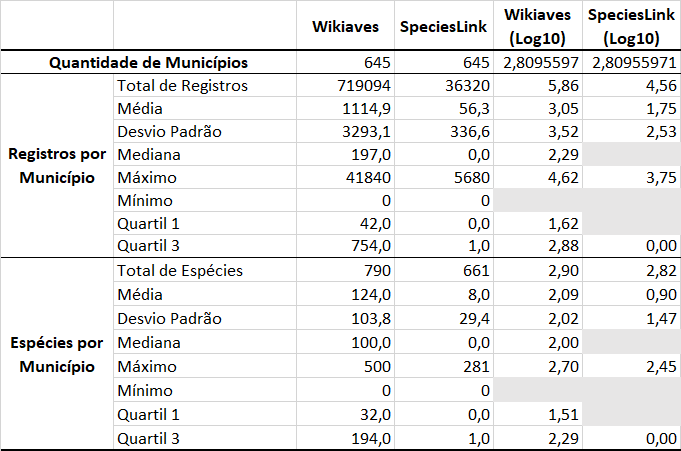 Wikiaves SpeciesLink Wikiaves (Log10) SpeciesLink (Log10)
Quantidade de Municípios 645 645 2,8095597 2,80955971
Registros por Município
Total de Registros 719094 36320 5,86 4,56
Média 1114,9 56,3 3,05 1,75
Desvio Padrão 3293,1 336,6 3,52 2,53
Mediana 197,0 0,0 2,29
Máximo 41840 5680 4,62 3,75
Mínimo 0 0
Quartil 1 42,0 0,0 1,62
Quartil 3 754,0 1,0 2,88 0,00
Espécies por Município
Total de Espécies 790 661 2,90 2,82
Média 124,0 8,0 2,09 0,90
Desvio Padrão 103,8 29,4 2,02 1,47
Mediana 100,0 0,0 2,00
Máximo 500 281 2,70 2,45
Mínimo 0 0
Quartil 1 32,0 0,0 1,51
Quartil 3 194,0 1,0 2,29 0,00